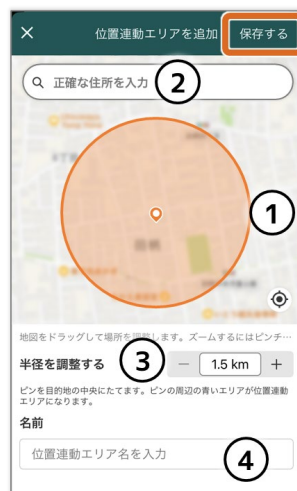 × 位置連動エリアを追加 保存する
正確な住所を入力 2
1
田柄
地図をドラッグして場所を調整します。ズームするにはピンチ…
半径を調整する 3 − 1.5 km +
ピンを目的地の中央にたてます。ピンの周辺の青いエリアが位置連動
エリアになります。
名前
位置連動エリア名を入力 4